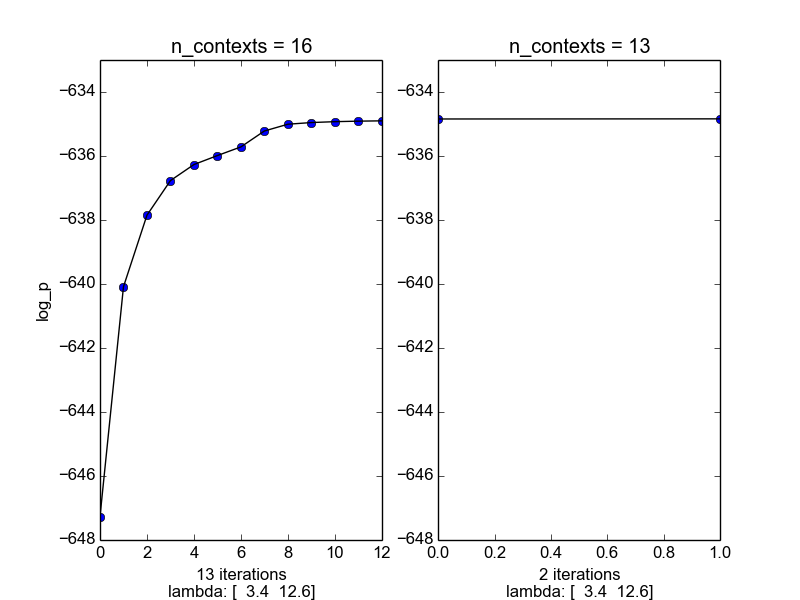 n_contexts = 16
n_contexts = 13
−634
−636
−638
−640
−642
−644
−646
−648
log_p
0 2 4 6 8 10 12
13 iterations
lambda: [  3.4  12.6]
−634
−636
−638
−640
−642
−644
−646
−648
0.0 0.2 0.4 0.6 0.8 1.0
2 iterations
lambda: [  3.4  12.6]